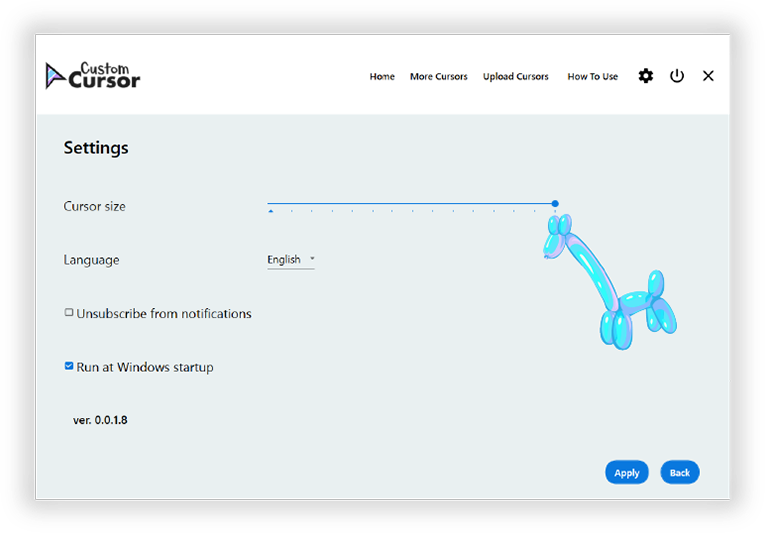 Custom
Cursor
Home More Cursors Upload Cursors How To Use
Settings
Cursor size
Language English
Unsubscribe from notifications
Run at Windows startup
ver. 0.0.1.8
Apply Back